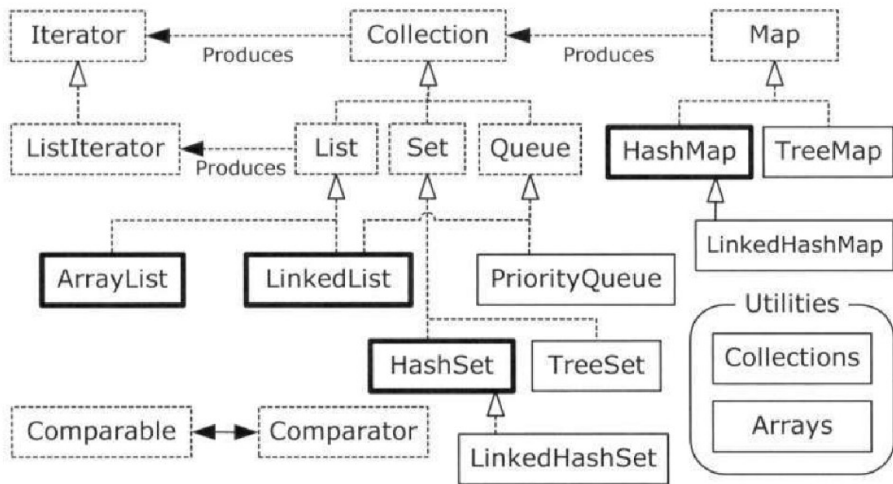 Iterator
Produces
Collection
Produces
Map
ListIterator
Produces
List
Set
Queue
HashMap
TreeMap
LinkedHashMap
ArrayList
LinkedList
PriorityQueue
Utilities
Collections
Arrays
HashSet
TreeSet
Comparable
Comparator
LinkedHashSet